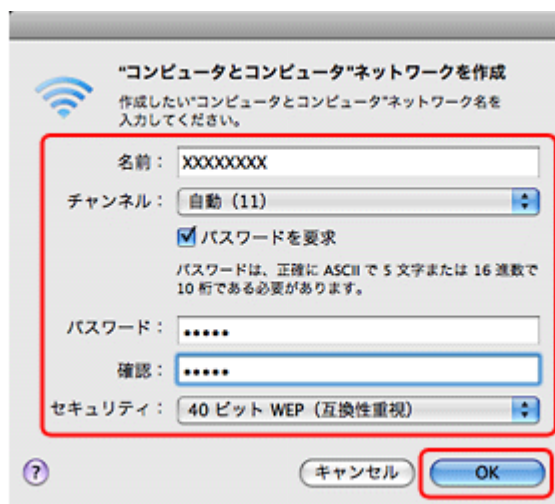 "コンピュータとコンピュータ"ネットワークを作成
作成したい"コンピュータとコンピュータ"ネットワーク名を
入力してください。
名前： XXXXXXXX
チャンネル： 自動（11）
パスワードを要求
パスワードは、正確に ASCII で 5 文字または 16 進数で
10 桁である必要があります。
パスワード： •••••
確認： •••••
セキュリティ： 40 ビット WEP（互換性重視）
? キャンセル OK